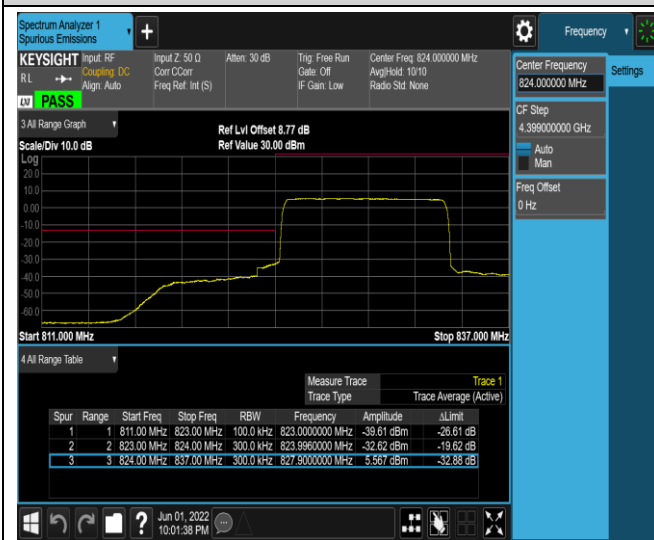 Spectrum Analyzer 1
Spurious Emissions
Frequency
KEYSIGHT Input: RF Input Z: 50 Ω Atten: 30 dB Trig: Free Run Center Freq: 824.000000 MHz
RL Coupling: DC Corr CCorr Gate: Off Avg|Hold: 10/10
Align: Auto Freq Ref: Int (S) IF Gain: Low Radio Std: None
LXI PASS
Center Frequency
824.000000 MHz
Settings
CF Step
4.399000000 GHz
Auto
Man
Freq Offset
0 Hz
3 All Range Graph
Ref Lvl Offset 8.77 dB
Scale/Div 10.0 dB Ref Value 30.00 dBm
Log
20.0
10.0
0.00
-10.0
-20.0
-30.0
-40.0
-50.0
-60.0
Start 811.000 MHz Stop 837.000 MHz
4 All Range Table
Measure Trace Trace 1
Trace Type Trace Average (Active)
Spur Range Start Freq Stop Freq RBW Frequency Amplitude ΔLimit
1 1 811.00 MHz 823.00 MHz 100.0 kHz 823.0000000 MHz -39.61 dBm -26.61 dB
2 2 823.00 MHz 824.00 MHz 300.0 kHz 823.9960000 MHz -32.62 dBm -19.62 dB
3 3 824.00 MHz 837.00 MHz 300.0 kHz 827.9000000 MHz 5.567 dBm -32.88 dB
? Jun 01, 2022
10:01:38 PM